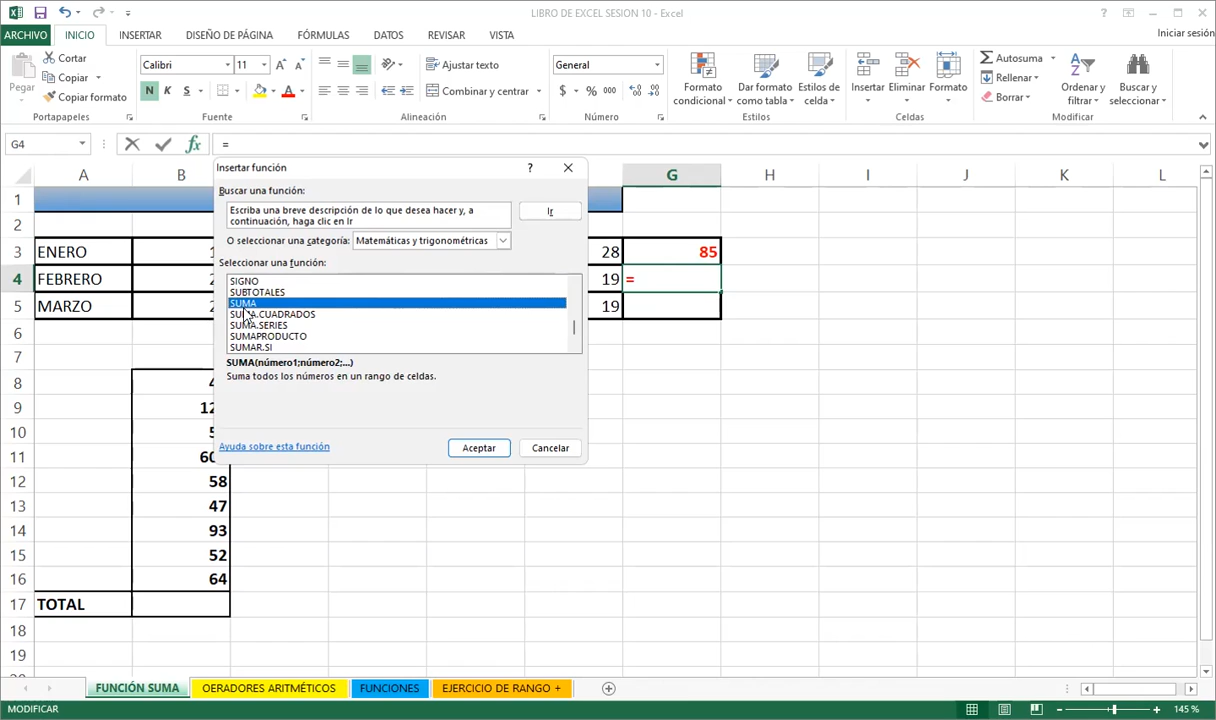 LIBRO DE EXCEL SESION 10 - Excel
ARCHIVO INICIO INSERTAR DISEÑO DE PÁGINA FÓRMULAS DATOS REVISAR VISTA Iniciar sesión
Pegar
Cortar
Copiar
Copiar formato
Portapapeles
Calibri 11
N K S A
Fuente
Ajustar texto
Combinar y centrar
Alineación
General
$ % 000
Número
Formato condicional
Dar formato como tabla
Estilos de celda
Estilos
Insertar Eliminar Formato
Celdas
Autosuma
Rellenar
Borrar
Ordenar y filtrar
Buscar y seleccionar
Modificar
G4 fx =
A B G H I J K L
1
2
3 ENERO 28 85
4 FEBRERO 19 =
5 MARZO 19
6
7
8
9
10
11
12 58
13 47
14 93
15 52
16 64
17 TOTAL
18
19
Insertar función ?
Buscar una función:
Escriba una breve descripción de lo que desea hacer y, a
continuación, haga clic en Ir
Ir
O seleccionar una categoría: Matemáticas y trigonométricas
Seleccionar una función:
SIGNO
SUBTOTALES
SUMA
SUMA.CUADRADOS
SUMA.SERIES
SUMAPRODUCTO
SUMAR.SI
SUMA(número1;número2;...)
Suma todos los números en un rango de celdas.
Ayuda sobre esta función
Aceptar Cancelar
FUNCIÓN SUMA OERADORES ARITMÉTICOS FUNCIONES EJERCICIO DE RANGO +
MODIFICAR 145 %